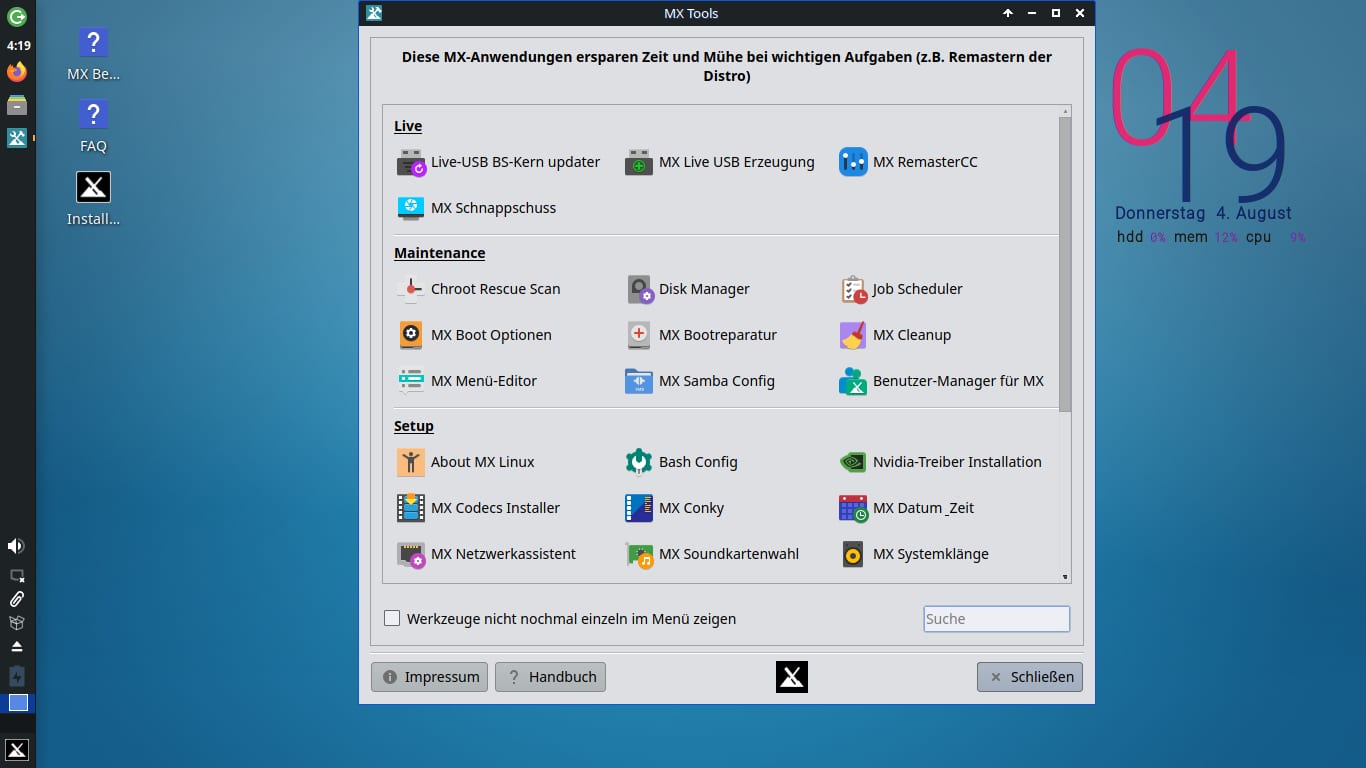 MX Tools
4:19
MX Be...
FAQ
Install...
Diese MX-Anwendungen ersparen Zeit und Mühe bei wichtigen Aufgaben (z.B. Remastern der
Distro)
Live
Live-USB BS-Kern updater
MX Live USB Erzeugung
MX RemasterCC
MX Schnappschuss
Maintenance
Chroot Rescue Scan
Disk Manager
Job Scheduler
MX Boot Optionen
MX Bootreparatur
MX Cleanup
MX Menü-Editor
MX Samba Config
Benutzer-Manager für MX
Setup
About MX Linux
Bash Config
Nvidia-Treiber Installation
MX Codecs Installer
MX Conky
MX Datum_Zeit
MX Netzwerkassistent
MX Soundkartenwahl
MX Systemklänge
Werkzeuge nicht nochmal einzeln im Menü zeigen
Suche
Impressum
? Handbuch
Schließen
04
19
Donnerstag 4. August
hdd 0% mem 12% cpu 9%